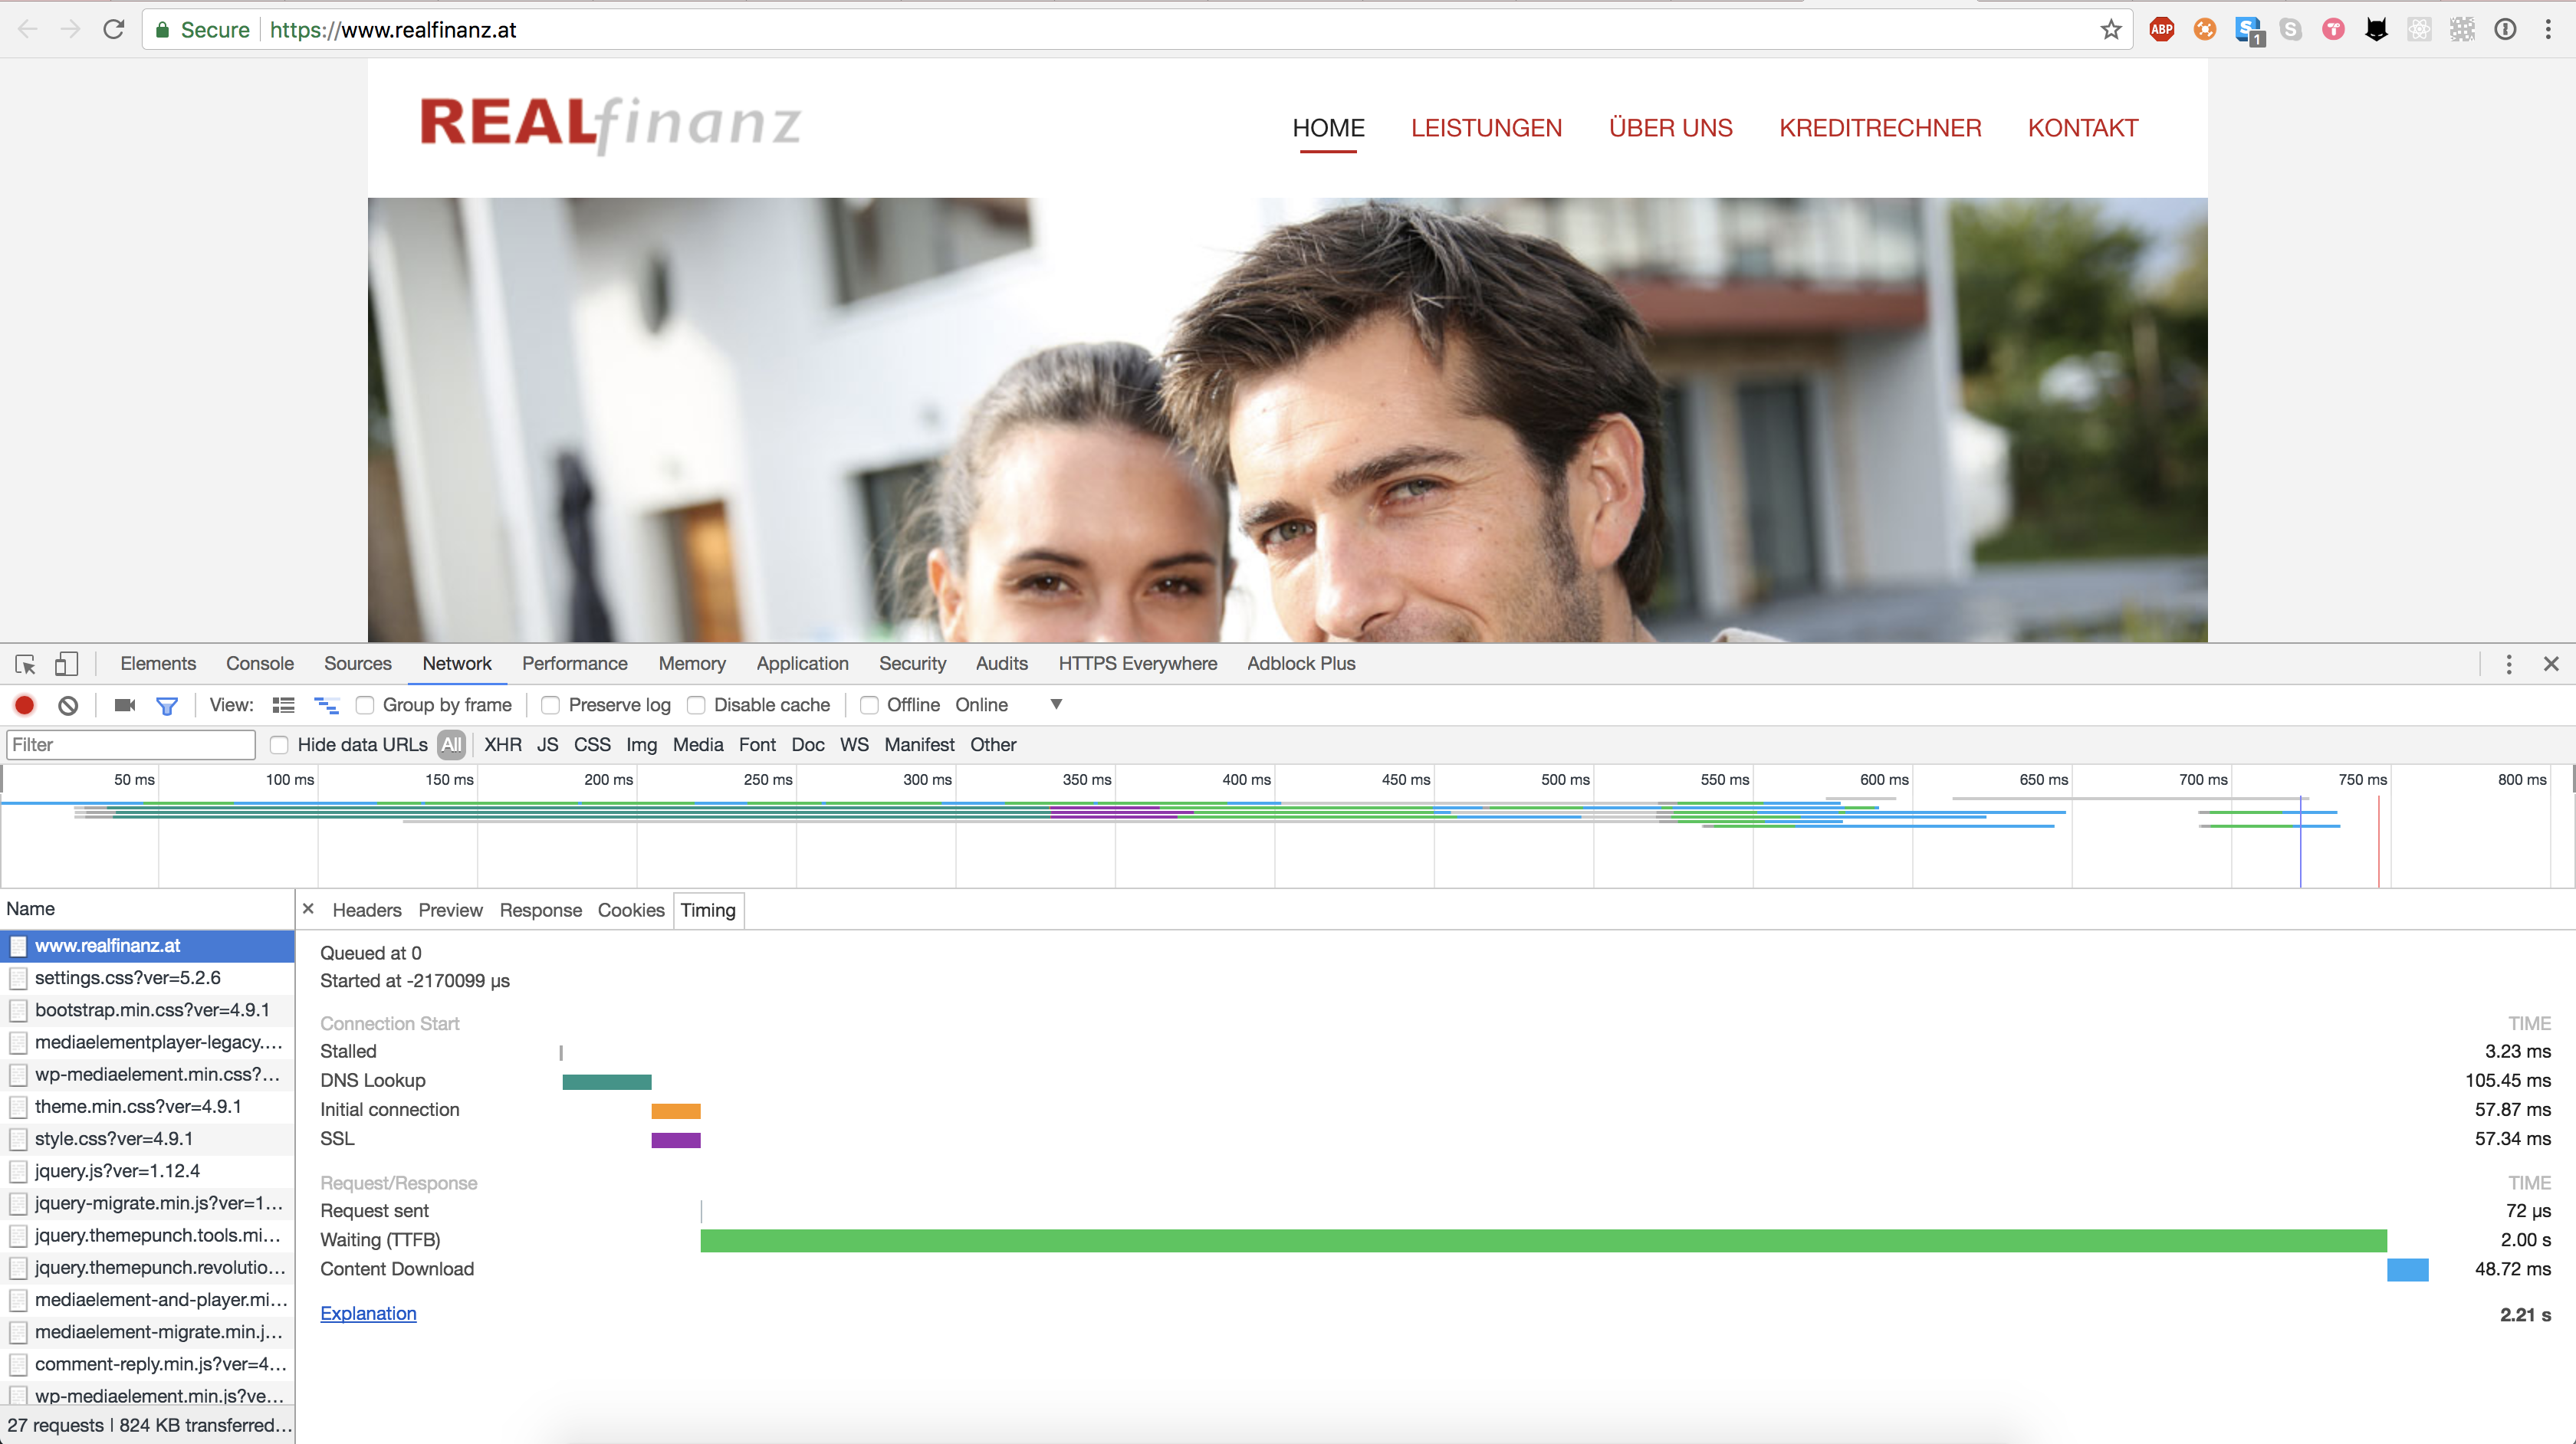 Secure https://www.realfinanz.at
ABP
1
REALfinanz
HOME LEISTUNGEN ÜBER UNS KREDITRECHNER KONTAKT
Elements Console Sources Network Performance Memory Application Security Audits HTTPS Everywhere Adblock Plus
View: Group by frame Preserve log Disable cache Offline Online
Filter Hide data URLs All XHR JS CSS Img Media Font Doc WS Manifest Other
50 ms 100 ms 150 ms 200 ms 250 ms 300 ms 350 ms 400 ms 450 ms 500 ms 550 ms 600 ms 650 ms 700 ms 750 ms 800 ms
Name
www.realfinanz.at
settings.css?ver=5.2.6
bootstrap.min.css?ver=4.9.1
mediaelementplayer-legacy....
wp-mediaelement.min.css?...
theme.min.css?ver=4.9.1
style.css?ver=4.9.1
jquery.js?ver=1.12.4
jquery-migrate.min.js?ver=1...
jquery.themepunch.tools.mi...
jquery.themepunch.revolutio...
mediaelement-and-player.mi...
mediaelement-migrate.min.j...
comment-reply.min.js?ver=4...
wp-mediaelement.min.js?ve...
27 requests | 824 KB transferred...
Headers Preview Response Cookies Timing
Queued at 0
Started at -2170099 µs
Connection Start TIME
Stalled 3.23 ms
DNS Lookup 105.45 ms
Initial connection 57.87 ms
SSL 57.34 ms
Request/Response TIME
Request sent 72 µs
Waiting (TTFB) 2.00 s
Content Download 48.72 ms
Explanation 2.21 s